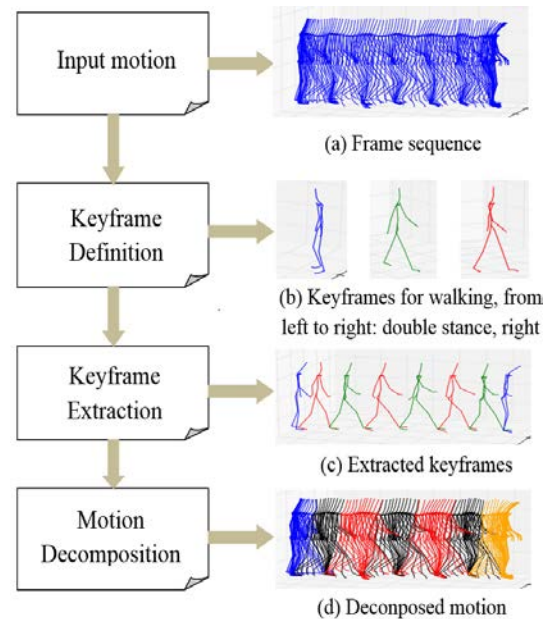 Input motion
(a) Frame sequence
Keyframe
Definition
(b) Keyframes for walking, from
left to right: double stance, right
Keyframe
Extraction
(c) Extracted keyframes
Motion
Decomposition
(d) Deconposed motion